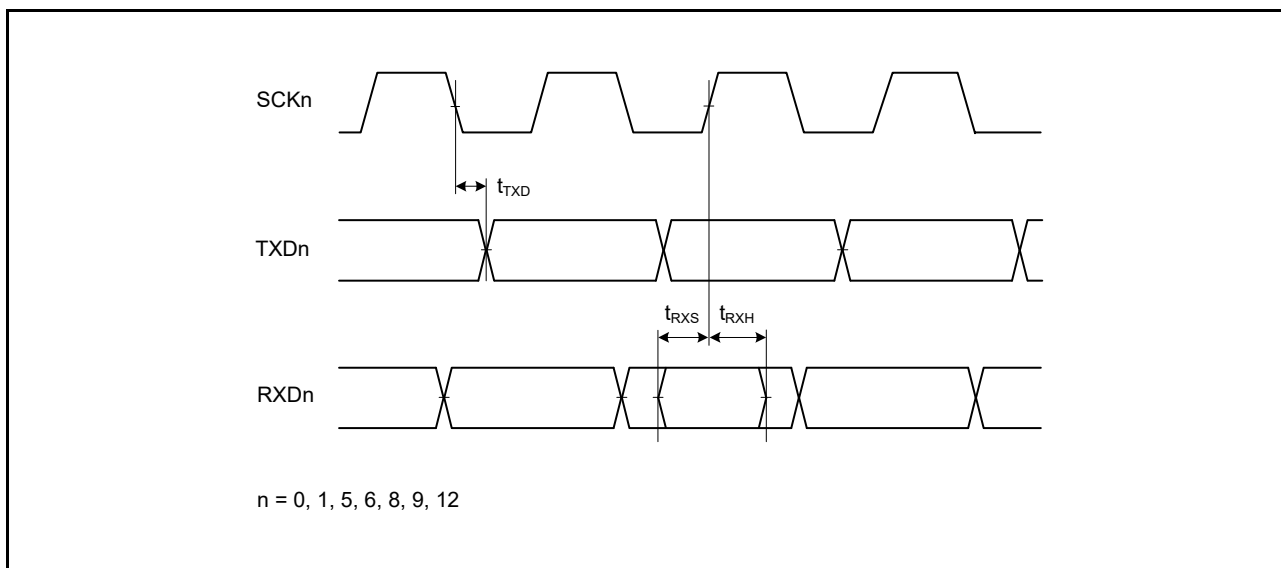 SCKn
tTXD
TXDn
tRXS tRXH
RXDn
n = 0, 1, 5, 6, 8, 9, 12